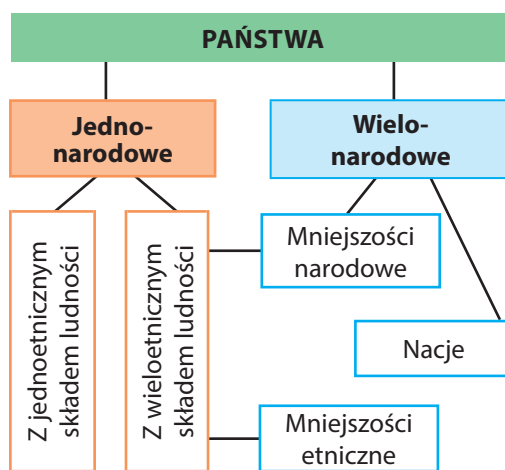 PAŃSTWA
Jedno-
narodowe
Wielo-
narodowe
Z jednoetnicznym
składem ludności
Z wieloetnicznym
składem ludności
Mniejszości
narodowe
Nacje
Mniejszości
etniczne